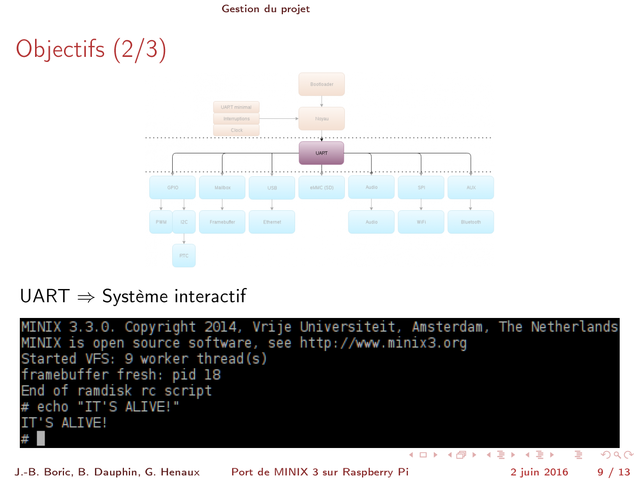 Gestion du projet
Objectifs (2/3)
Bootloader
UART minimal
Interruptions
Clock
Noyau
UART
GPIO
Mailbox
USB
eMMC (SD)
Audio
SPI
AUX
PWM
I2C
Framebuffer
Ethernet
Audio
WiFi
Bluetooth
RTC
UART ⇒ Système interactif
MINIX 3.3.0. Copyright 2014, Vrije Universiteit, Amsterdam, The Netherlands
MINIX is open source software, see http://www.minix3.org
Started VFS: 9 worker thread(s)
framebuffer fresh: pid 18
End of ramdisk rc script
# echo "IT'S ALIVE!"
IT'S ALIVE!
#
J.-B. Boric, B. Dauphin, G. Henaux Port de MINIX 3 sur Raspberry Pi 2 juin 2016 9 / 13